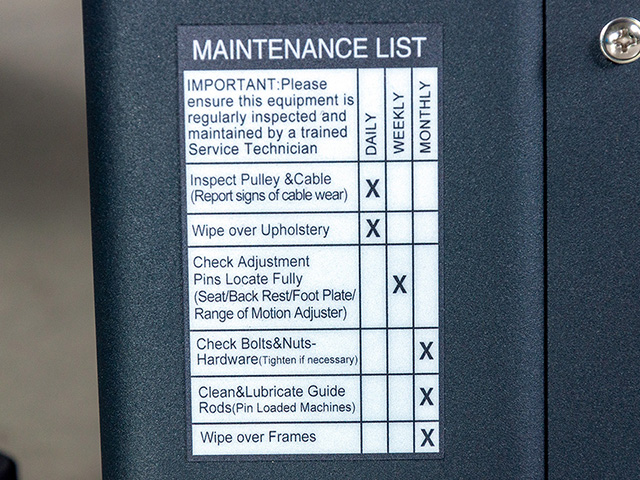 MAINTENANCE LIST
IMPORTANT:Please
ensure this equipment is
regularly inspected and
maintained by a trained
Service Technician
DAILY
WEEKLY
MONTHLY
Inspect Pulley &Cable
(Report signs of cable wear)
X
Wipe over Upholstery
X
Check Adjustment
Pins Locate Fully
(Seat/Back Rest/Foot Plate/
Range of Motion Adjuster)
X
Check Bolts&Nuts-
Hardware(Tighten if necessary)
X
Clean&Lubricate Guide
Rods(Pin Loaded Machines)
X
Wipe over Frames
X